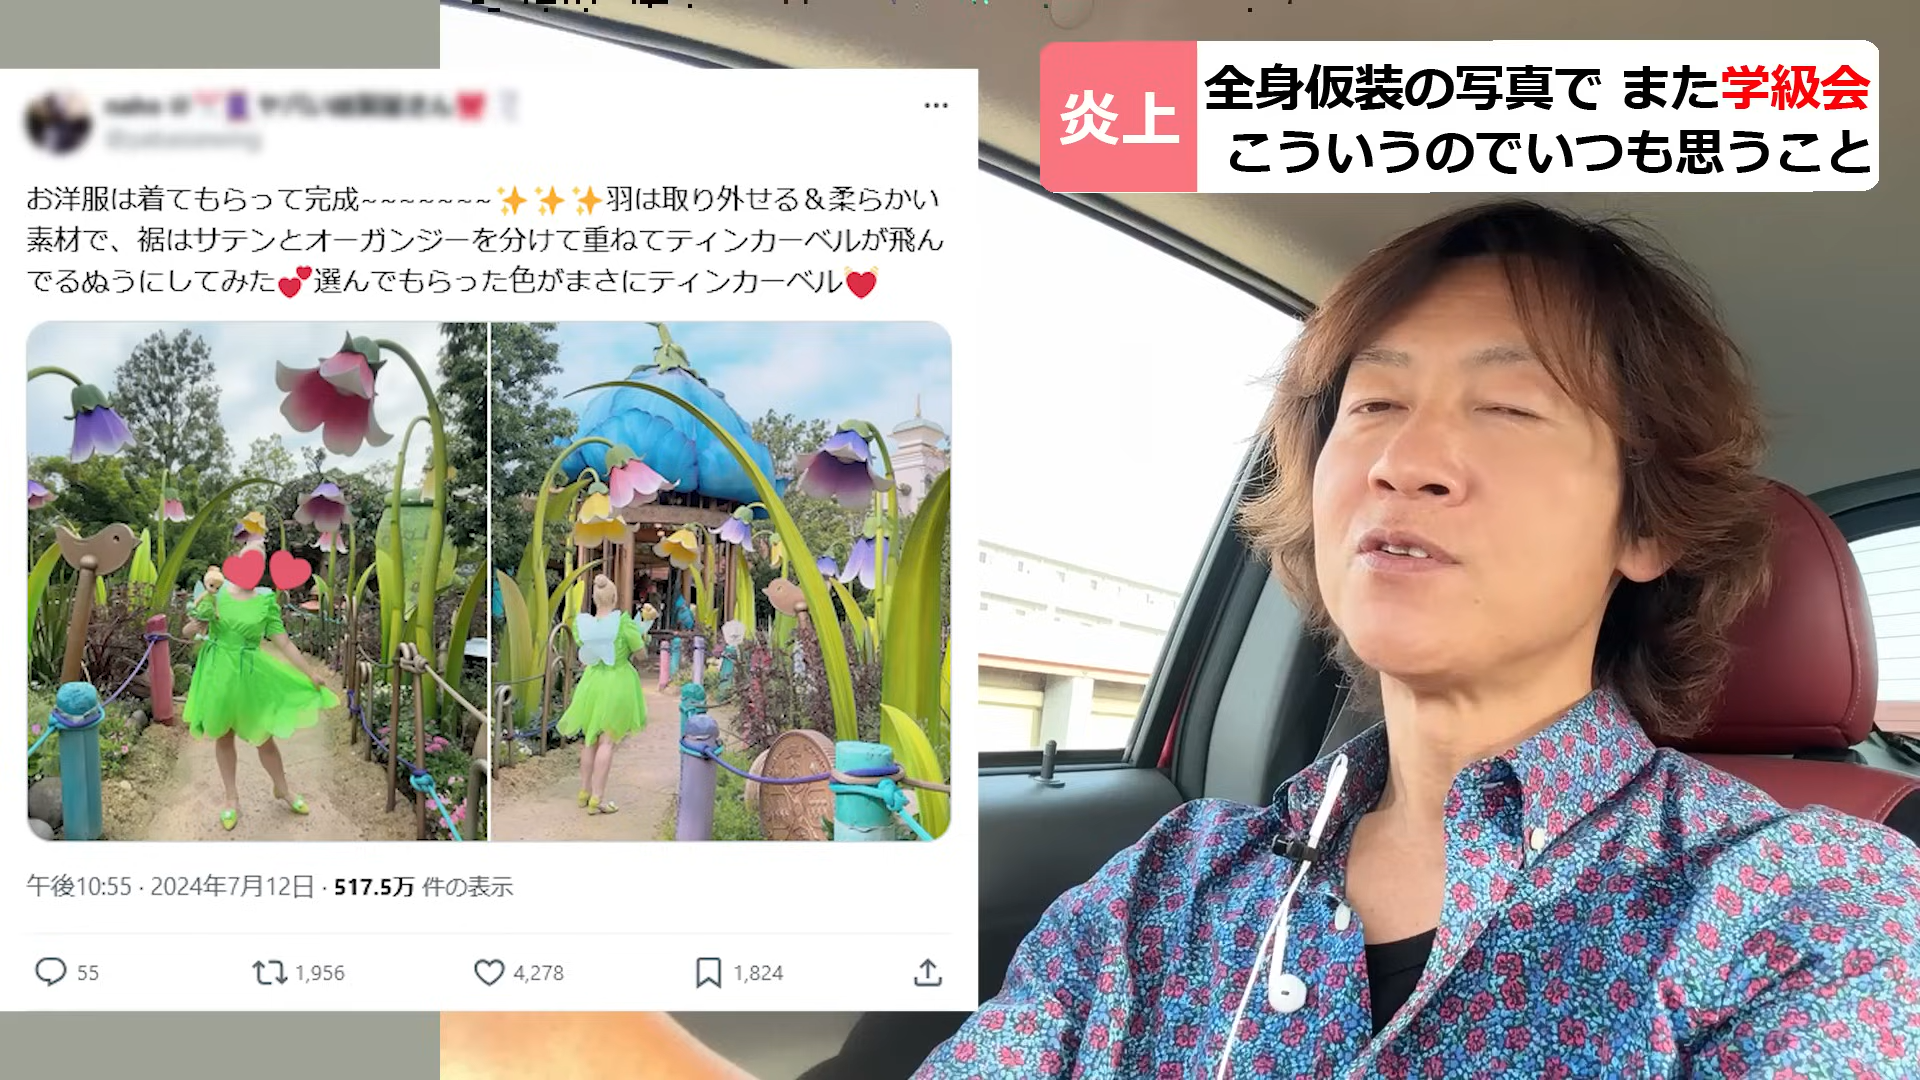 炎上
全身仮装の写真で また学級会
こういうのでいつも思うこと
お洋服は着てもらって完成~~~~~~~✨✨✨羽は取り外せる＆柔らかい
素材で、裾はサテンとオーガンジーを分けて重ねてティンカーベルが飛ん
でるぬうにしてみた💕選んでもらった色がまさにティンカーベル💓
午後10:55 · 2024年7月12日 · 517.5万 件の表示
55 1,956 4,278 1,824